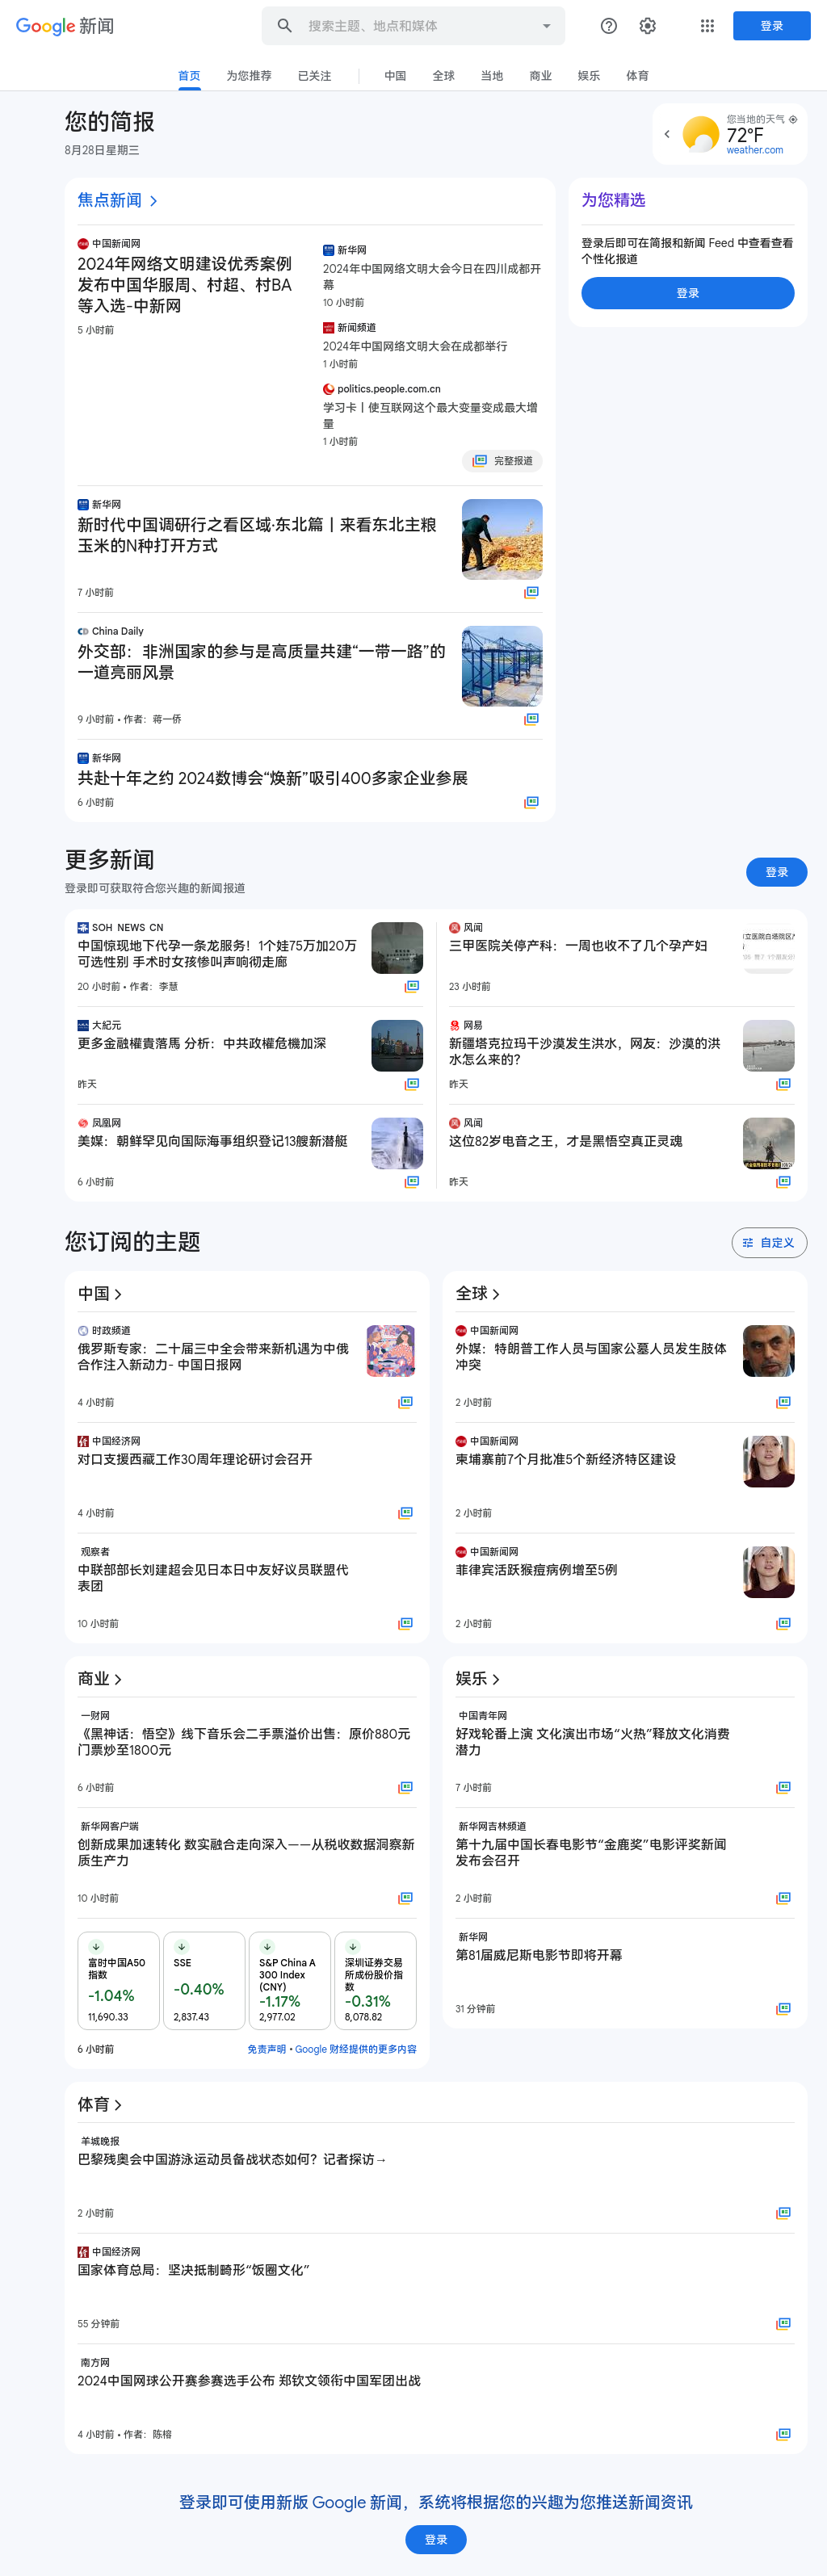 Google 新闻
搜索主题、地点和媒体
登录
首页
为您推荐
已关注
中国
全球
当地
商业
娱乐
体育
您的简报
8月28日星期三
您当地的天气
72°F
weather.com
焦点新闻
中国新闻网
2024年网络文明建设优秀案例
发布中国华服周、村超、村BA
等入选-中新网
5 小时前
新华网
2024年中国网络文明大会今日在四川成都开
幕
10 小时前
新闻频道
2024年中国网络文明大会在成都举行
1 小时前
politics.people.com.cn
学习卡丨使互联网这个最大变量变成最大增
量
1 小时前
完整报道
新华网
新时代中国调研行之看区域·东北篇丨来看东北主粮
玉米的N种打开方式
7 小时前
China Daily
外交部：非洲国家的参与是高质量共建“一带一路”的
一道亮丽风景
9 小时前 • 作者：蒋一侨
新华网
共赴十年之约 2024数博会“焕新”吸引400多家企业参展
6 小时前
为您精选
登录后即可在简报和新闻 Feed 中查看查看
个性化报道
登录
更多新闻
登录即可获取符合您兴趣的新闻报道
登录
SOH NEWS CN
中国惊现地下代孕一条龙服务！1个娃75万加20万
可选性别 手术时女孩惨叫声响彻走廊
20 小时前 • 作者：李慧
大紀元
更多金融權貴落馬 分析：中共政權危機加深
昨天
凤凰网
美媒：朝鲜罕见向国际海事组织登记13艘新潜艇
6 小时前
风闻
三甲医院关停产科：一周也收不了几个孕产妇
23 小时前
网易
新疆塔克拉玛干沙漠发生洪水，网友：沙漠的洪
水怎么来的？
昨天
风闻
这位82岁电音之王，才是黑悟空真正灵魂
昨天
您订阅的主题
自定义
中国
时政频道
俄罗斯专家：二十届三中全会带来新机遇为中俄
合作注入新动力- 中国日报网
4 小时前
中国经济网
对口支援西藏工作30周年理论研讨会召开
4 小时前
观察者
中联部部长刘建超会见日本日中友好议员联盟代
表团
10 小时前
全球
中国新闻网
外媒：特朗普工作人员与国家公墓人员发生肢体
冲突
2 小时前
中国新闻网
柬埔寨前7个月批准5个新经济特区建设
2 小时前
中国新闻网
菲律宾活跃猴痘病例增至5例
2 小时前
商业
一财网
《黑神话：悟空》线下音乐会二手票溢价出售：原价880元
门票炒至1800元
6 小时前
新华网客户端
创新成果加速转化 数实融合走向深入——从税收数据洞察新
质生产力
10 小时前
富时中国A50
指数
-1.04%
11,690.33
SSE
-0.40%
2,837.43
S&P China A
300 Index
(CNY)
-1.17%
2,977.02
深圳证券交易
所成份股价指
数
-0.31%
8,078.82
6 小时前
免责声明 • Google 财经提供的更多内容
娱乐
中国青年网
好戏轮番上演 文化演出市场“火热”释放文化消费
潜力
7 小时前
新华网吉林频道
第十九届中国长春电影节“金鹿奖”电影评奖新闻
发布会召开
2 小时前
新华网
第81届威尼斯电影节即将开幕
31 分钟前
体育
羊城晚报
巴黎残奥会中国游泳运动员备战状态如何？记者探访→
2 小时前
中国经济网
国家体育总局：坚决抵制畸形“饭圈文化”
55 分钟前
南方网
2024中国网球公开赛参赛选手公布 郑钦文领衔中国军团出战
4 小时前 • 作者：陈榕
登录即可使用新版 Google 新闻，系统将根据您的兴趣为您推送新闻资讯
登录